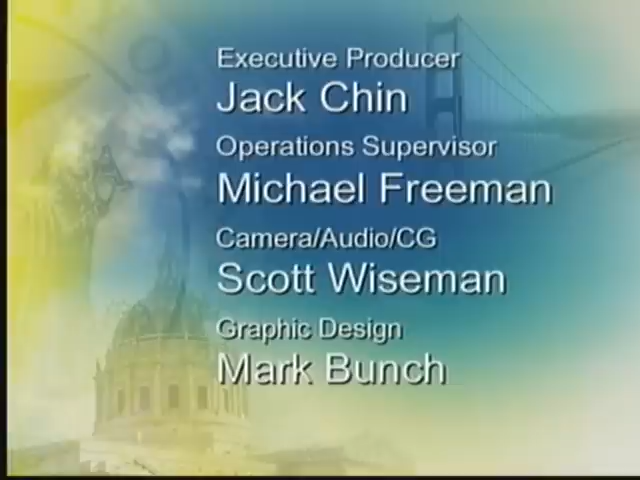 Executive Producer
Jack Chin
Operations Supervisor
Michael Freeman
Camera/Audio/CG
Scott Wiseman
Graphic Design
Mark Bunch